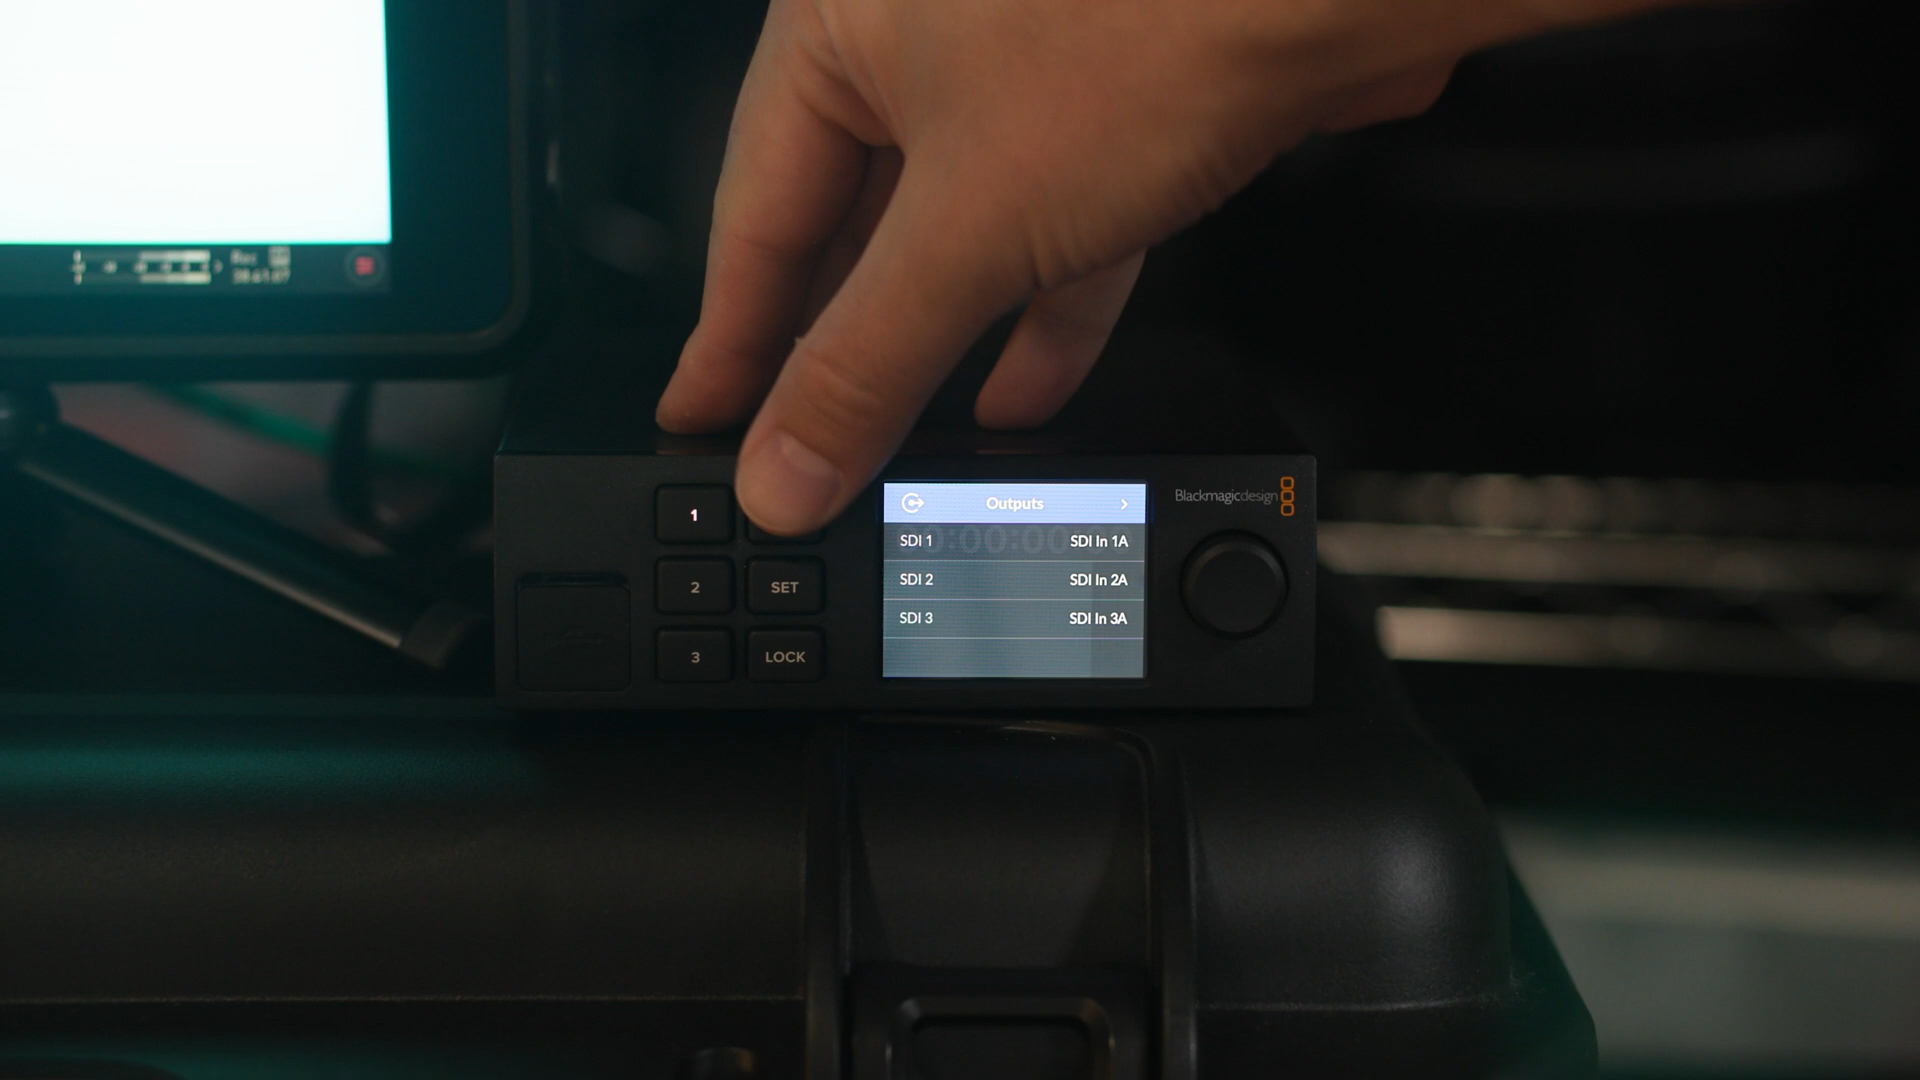 1
2
SET
3
LOCK
Outputs
SDI 1
SDI In 1A
SDI 2
SDI In 2A
SDI 3
SDI In 3A
Blackmagicdesign